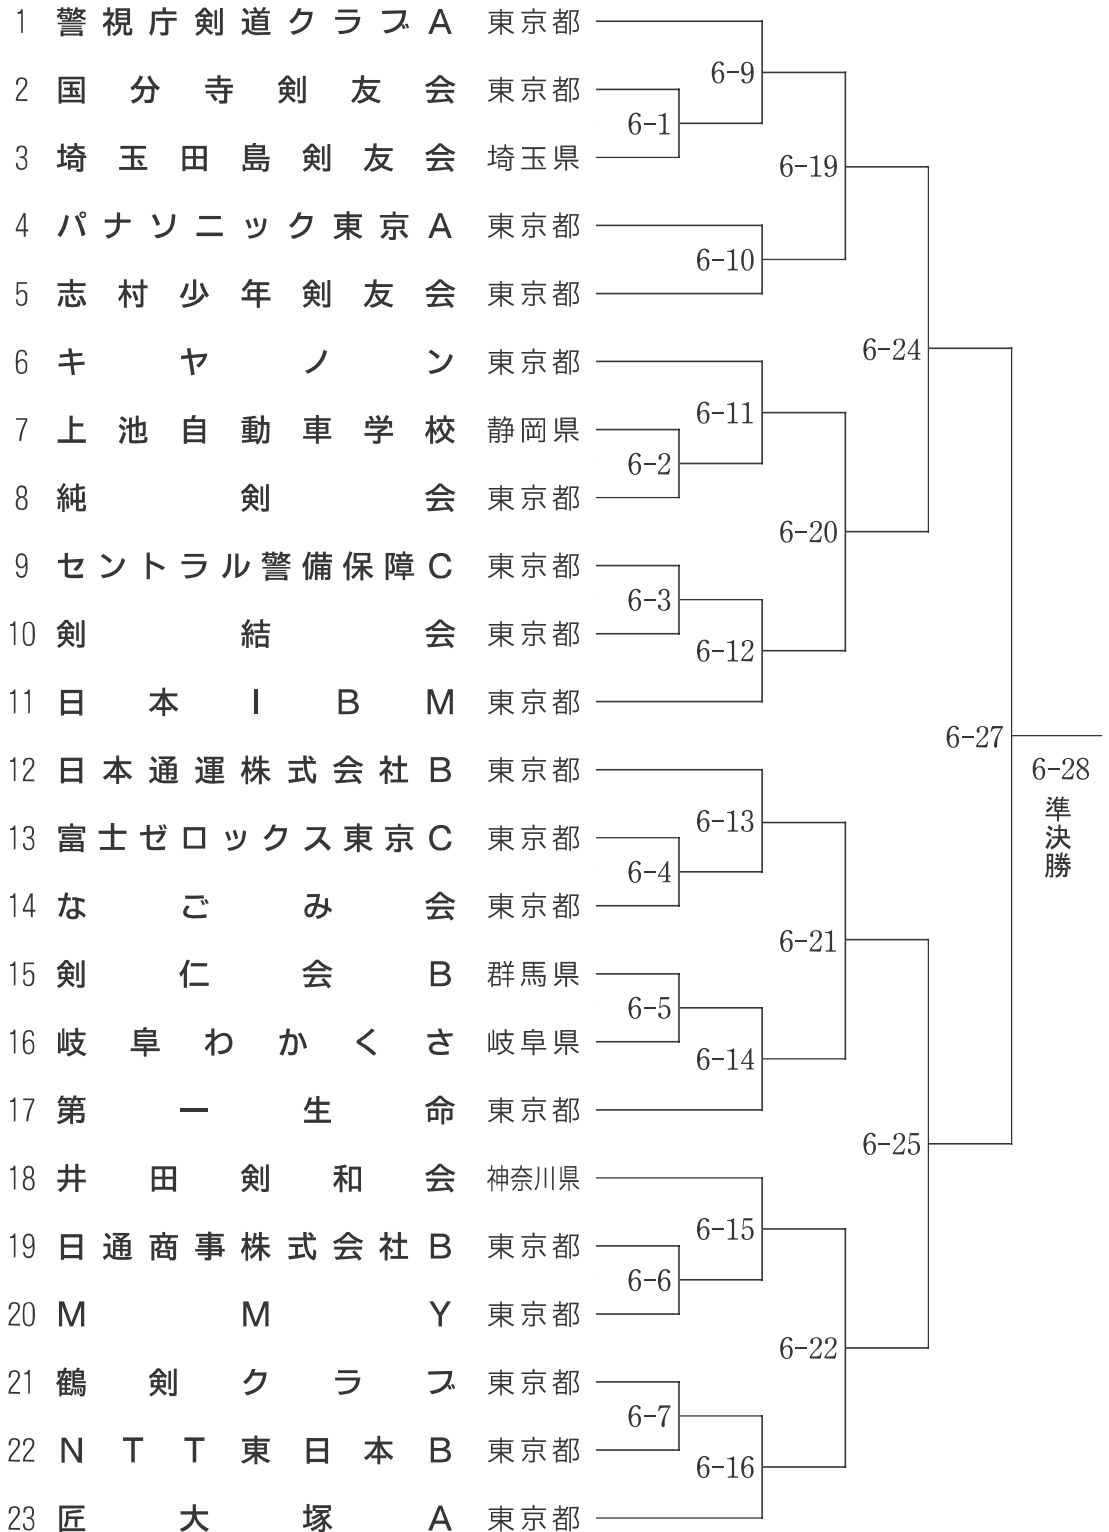 1 警視庁剣道クラブA 東京都
2 国分寺剣友会 東京都
3 埼玉田島剣友会 埼玉県
4 パナソニック東京A 東京都
5 志村少年剣友会 東京都
6 キヤノン 東京都
7 上池自動車学校 静岡県
8 純剣会 東京都
9 セントラル警備保障C 東京都
10 剣結会 東京都
11 日本IBM 東京都
12 日本通運株式会社B 東京都
13 富士ゼロックス東京C 東京都
14 なごみ会 東京都
15 剣仁会B 群馬県
16 岐阜わかくさ 岐阜県
17 第一生命 東京都
18 井田剣和会 神奈川県
19 日通商事株式会社B 東京都
20 MMY 東京都
21 鶴剣クラブ 東京都
22 NTT東日本B 東京都
23 匠大塚A 東京都
6-1
6-2
6-3
6-4
6-5
6-6
6-7
6-9
6-10
6-11
6-12
6-13
6-14
6-15
6-16
6-19
6-20
6-21
6-22
6-24
6-25
6-27
6-28
準決勝